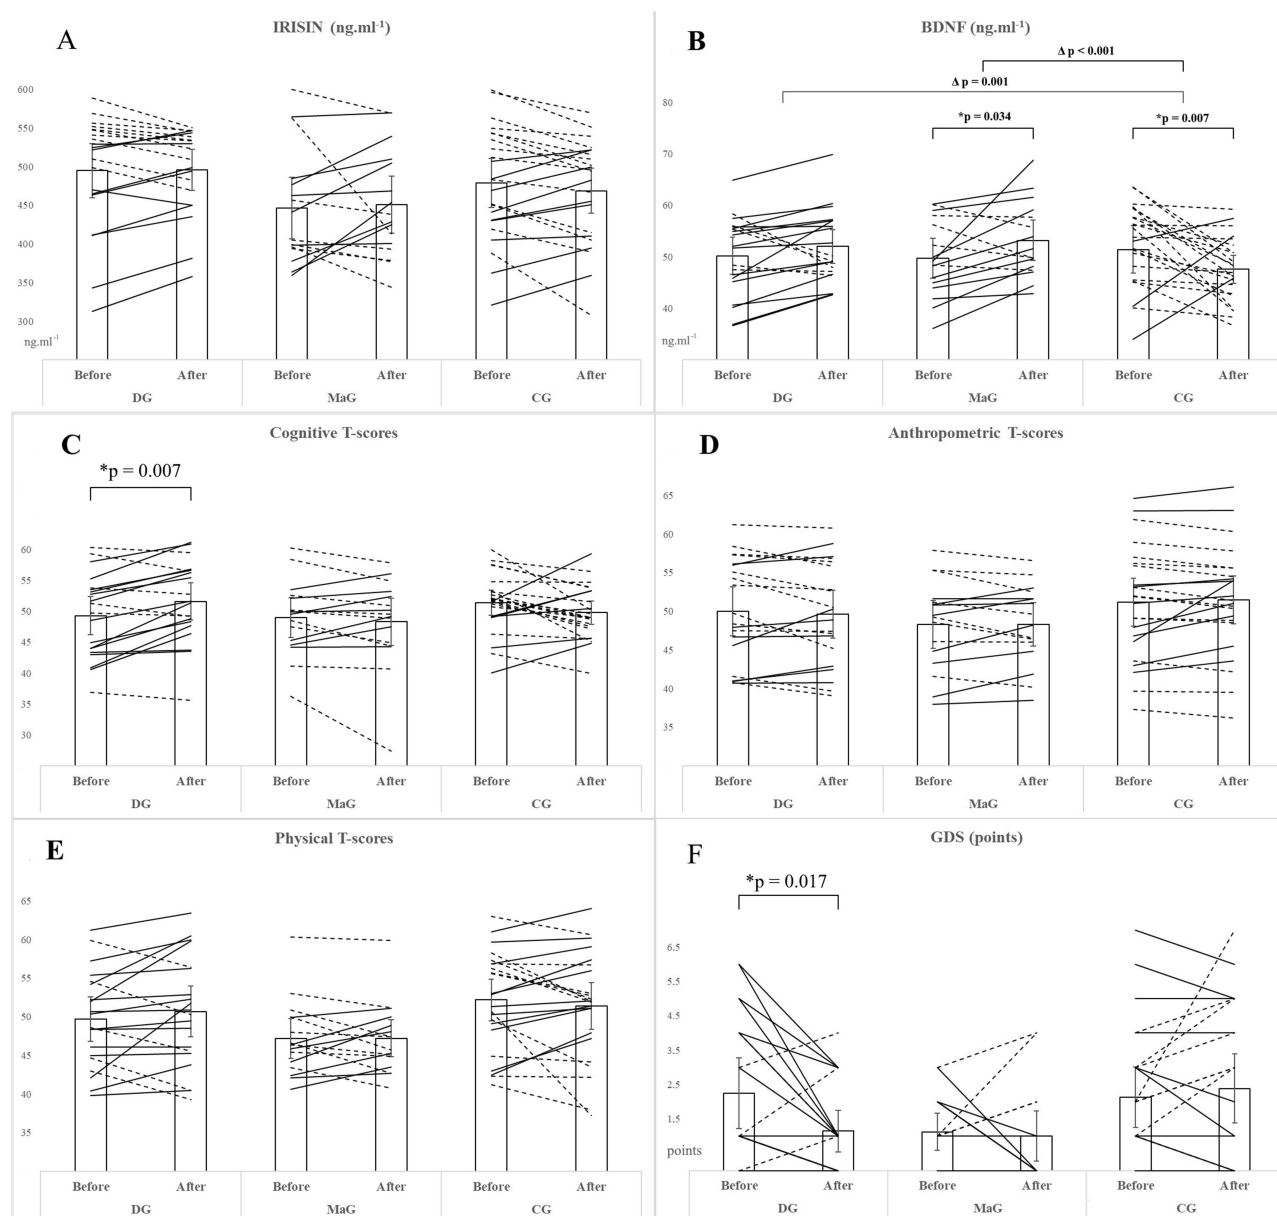 A
IRISIN (ng.ml⁻¹)
600
550
500
450
400
350
300
ng.ml⁻¹
Before After Before After Before After
DG MaG CG
B
BDNF (ng.ml⁻¹)
Δ p < 0.001
Δ p = 0.001
*p = 0.034 *p = 0.007
80
70
60
50
40
ng.ml⁻¹
Before After Before After Before After
DG MaG CG
C
Cognitive T-scores
*p = 0.007
60
55
50
45
40
35
30
Before After Before After Before After
DG MaG CG
D
Anthropometric T-scores
65
60
55
50
45
40
35
Before After Before After Before After
DG MaG CG
E
Physical T-scores
65
60
55
50
45
40
35
Before After Before After Before After
DG MaG CG
F
GDS (points)
*p = 0.017
6.5
5.5
4.5
3.5
2.5
1.5
points
Before After Before After Before After
DG MaG CG